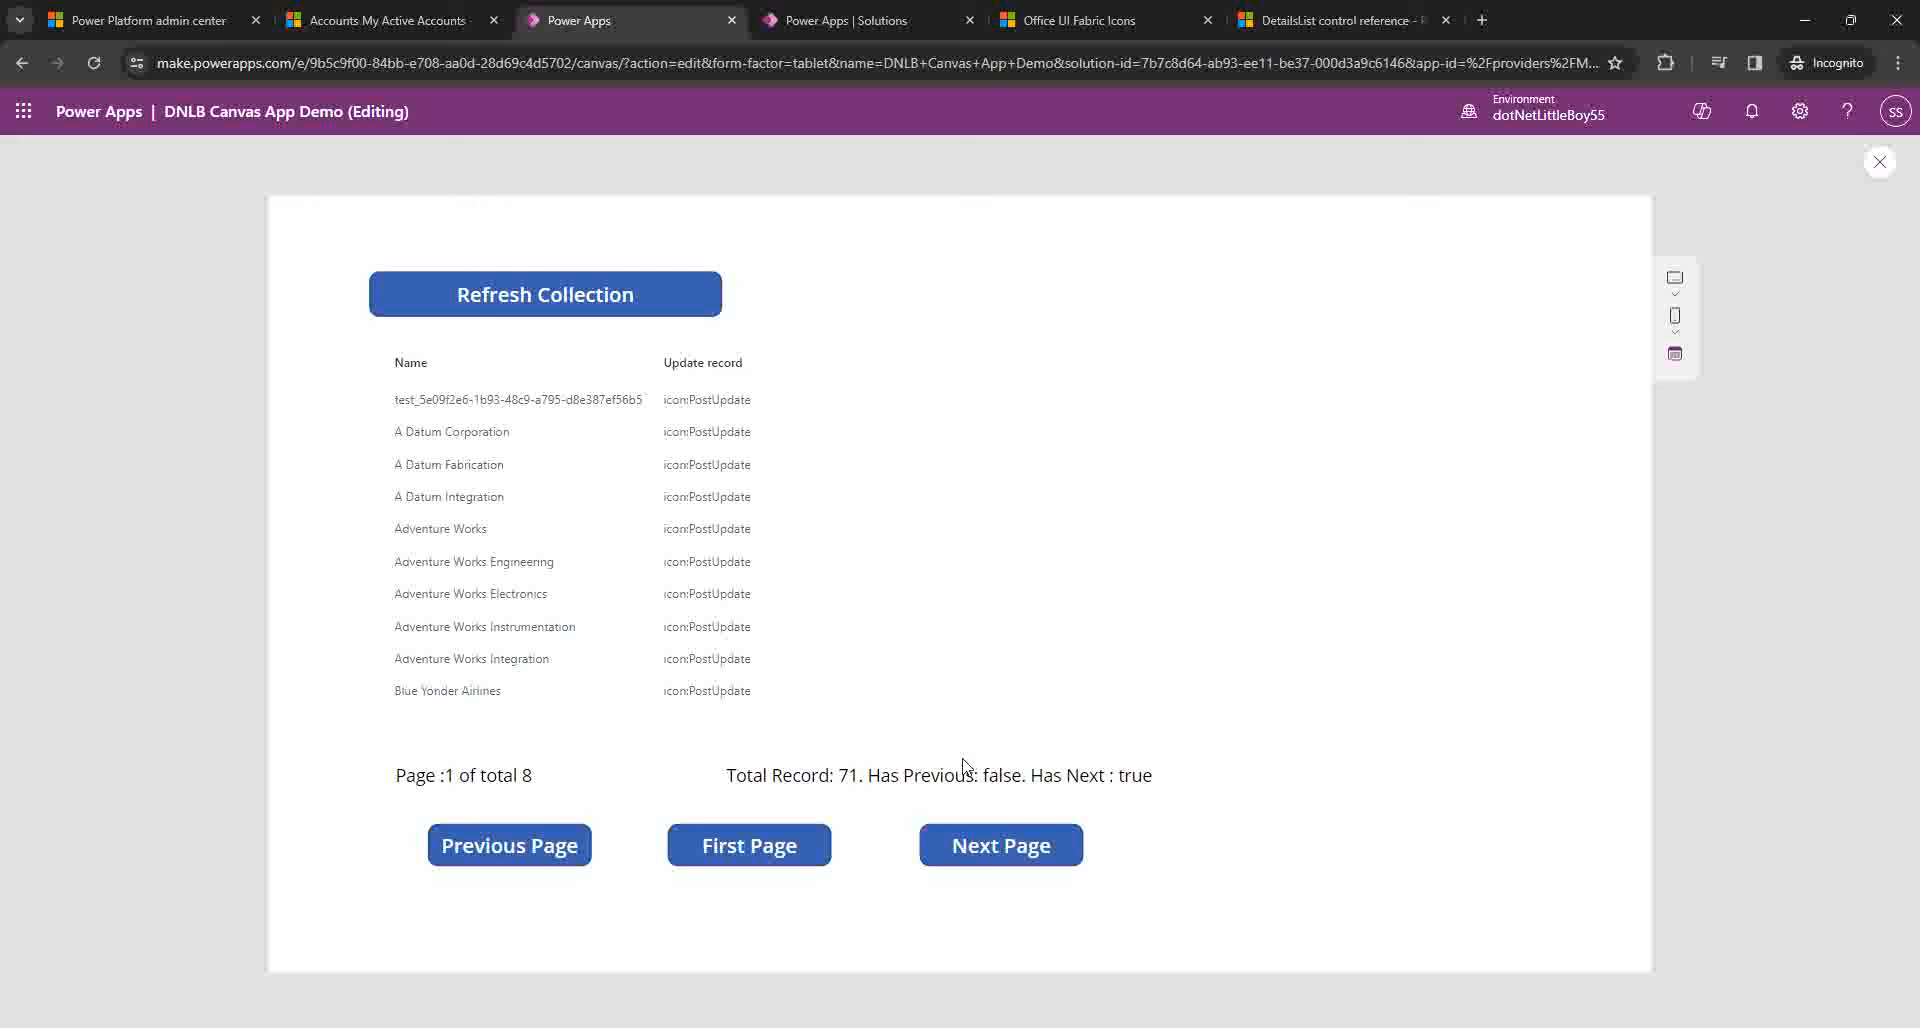 Power Platform admin center
Accounts My Active Accounts
Power Apps
Power Apps | Solutions
Office UI Fabric Icons
DetailsList control reference -
make.powerapps.com/e/9b5c9f00-84bb-e708-aa0d-28d69c4d5702/canvas/?action=edit&form-factor=tablet&name=DNLB+Canvas+App+Demo&solution-id=7b7c8d64-ab93-ee11-be37-000d3a9c6146&app-id=%2Fproviders%2FM...
Incognito
Power Apps | DNLB Canvas App Demo (Editing)
Environment
dotNetLittleBoy55
?
SS
Refresh Collection
Name Update record
test_5e09f2e6-1b93-48c9-a795-d8e387ef56b5 icon:PostUpdate
A Datum Corporation icon:PostUpdate
A Datum Fabrication icon:PostUpdate
A Datum Integration icon:PostUpdate
Adventure Works icon:PostUpdate
Adventure Works Engineering icon:PostUpdate
Adventure Works Electronics icon:PostUpdate
Adventure Works Instrumentation icon:PostUpdate
Adventure Works Integration icon:PostUpdate
Blue Yonder Airlines icon:PostUpdate
Page :1 of total 8
Total Record: 71. Has Previous: false. Has Next : true
Previous Page
First Page
Next Page